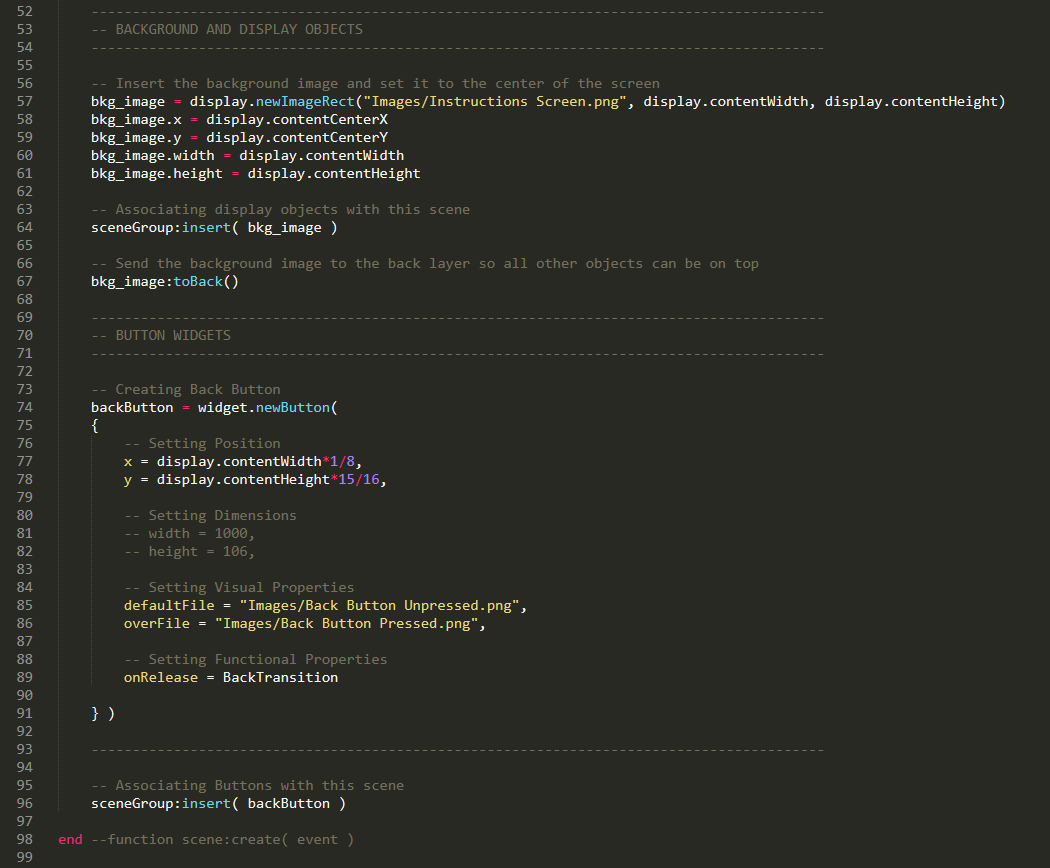 52 -----------------------------------------------------------------------------------------
53 -- BACKGROUND AND DISPLAY OBJECTS
54 -----------------------------------------------------------------------------------------
55
56 -- Insert the background image and set it to the center of the screen
57 bkg_image = display.newImageRect("Images/Instructions Screen.png", display.contentWidth, display.contentHeight)
58 bkg_image.x = display.contentCenterX
59 bkg_image.y = display.contentCenterY
60 bkg_image.width = display.contentWidth
61 bkg_image.height = display.contentHeight
62
63 -- Associating display objects with this scene
64 sceneGroup:insert( bkg_image )
65
66 -- Send the background image to the back layer so all other objects can be on top
67 bkg_image:toBack()
68
69 -----------------------------------------------------------------------------------------
70 -- BUTTON WIDGETS
71 -----------------------------------------------------------------------------------------
72
73 -- Creating Back Button
74 backButton = widget.newButton(
75 {
76 -- Setting Position
77 x = display.contentWidth*1/8,
78 y = display.contentHeight*15/16,
79
80 -- Setting Dimensions
81 -- width = 1000,
82 -- height = 106,
83
84 -- Setting Visual Properties
85 defaultFile = "Images/Back Button Unpressed.png",
86 overFile = "Images/Back Button Pressed.png",
87
88 -- Setting Functional Properties
89 onRelease = BackTransition
90
91 } )
92
93 -----------------------------------------------------------------------------------------
94
95 -- Associating Buttons with this scene
96 sceneGroup:insert( backButton )
97
98 end --function scene:create( event )
99